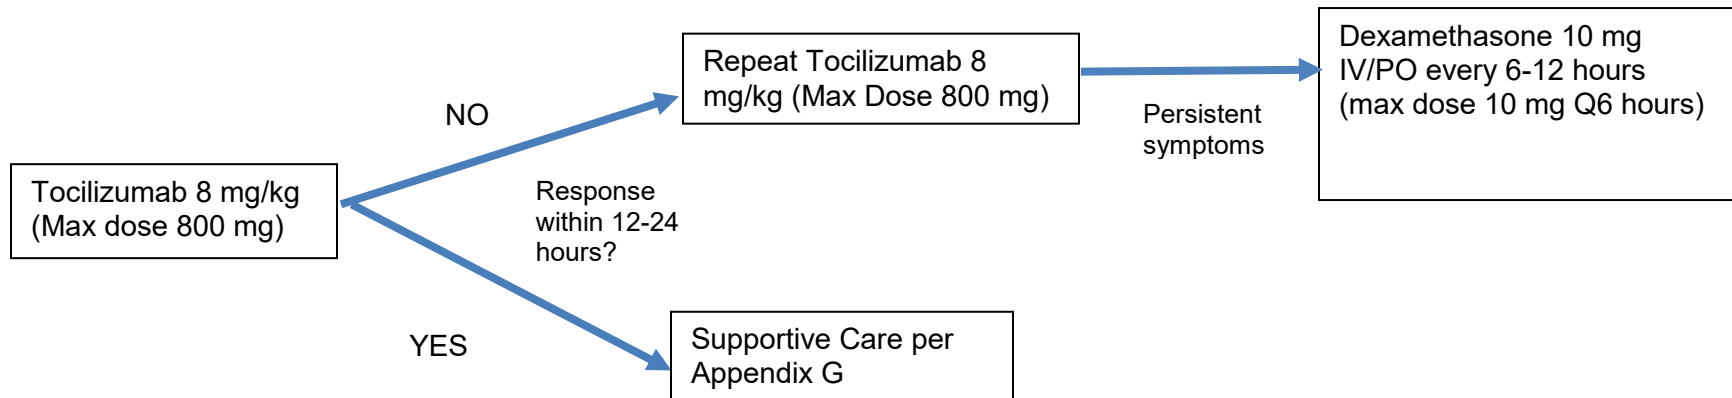 Tocilizumab 8 mg/kg
(Max dose 800 mg)
NO
Response
within 12-24
hours?
YES
Repeat Tocilizumab 8
mg/kg (Max Dose 800 mg)
Supportive Care per
Appendix G
Persistent
symptoms
Dexamethasone 10 mg
IV/PO every 6-12 hours
(max dose 10 mg Q6 hours)